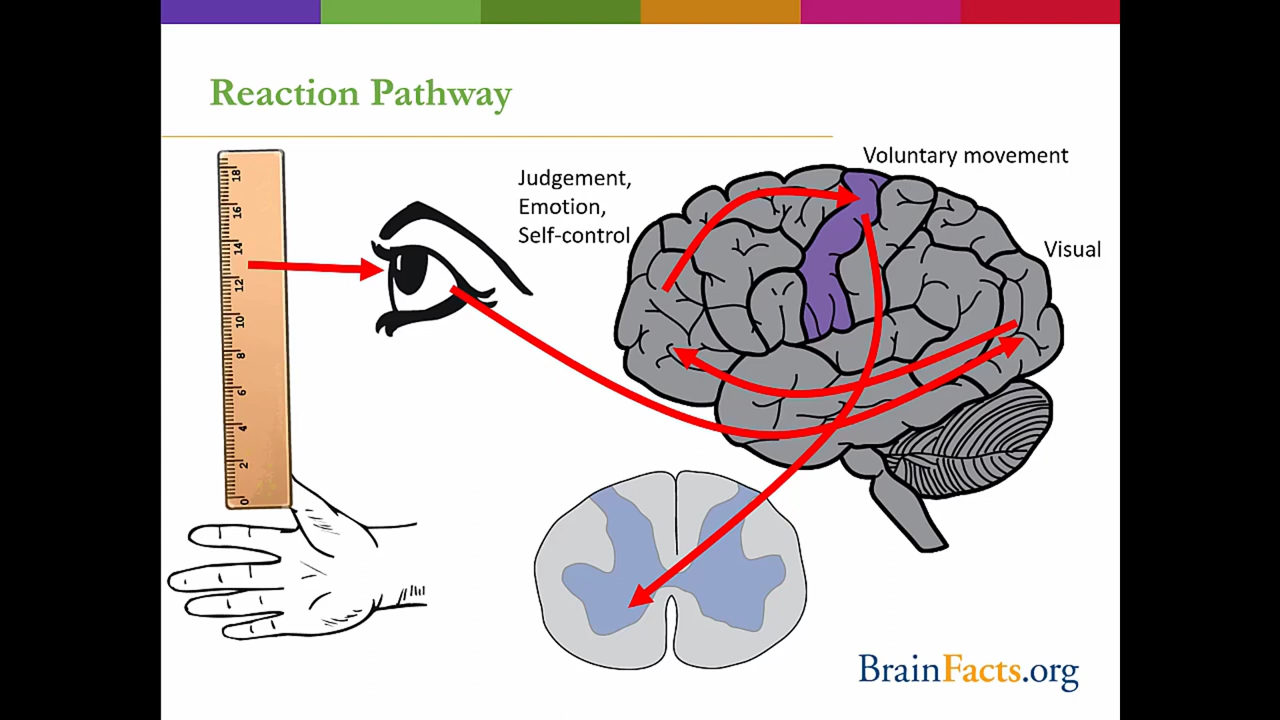 Reaction Pathway
Voluntary movement
Judgement,
Emotion,
Self-control
Visual
18
16
14
12
10
8
6
4
2
0
BrainFacts.org